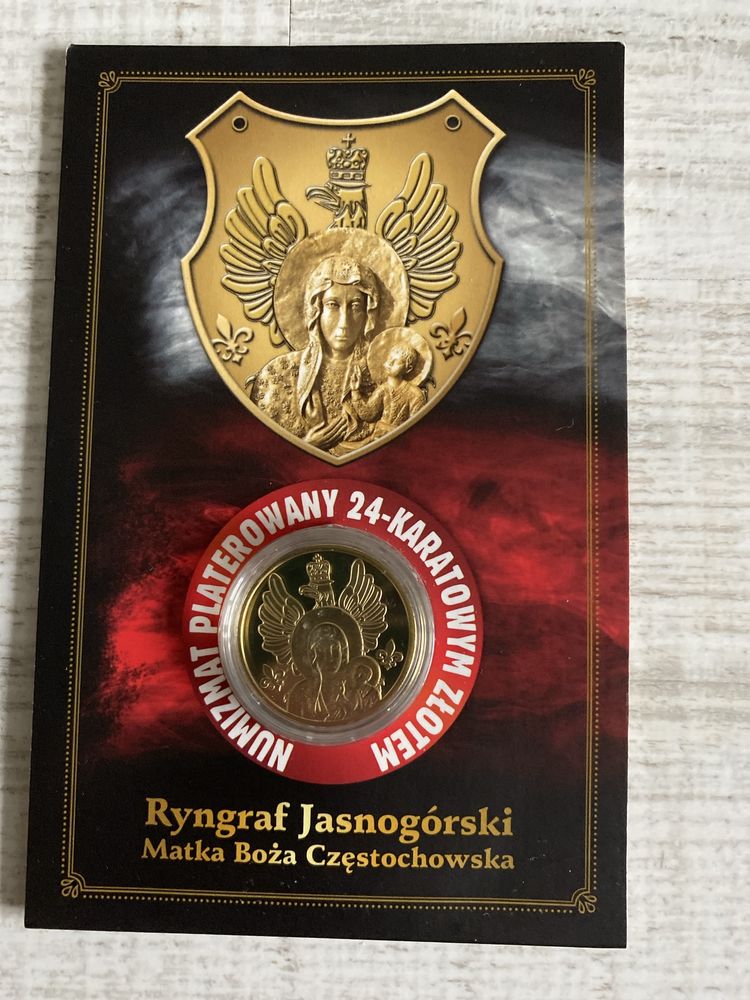 NUMIZMAT PLATEROWANY 24-KARATOWYM ZŁOTEM
Ryngraf Jasnogórski
Matka Boża Częstochowska